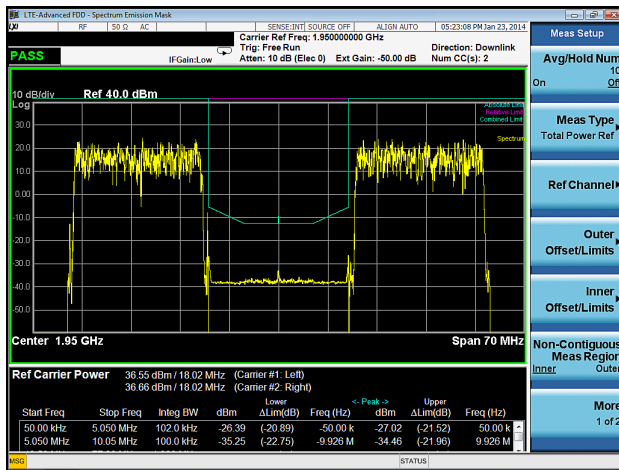 LTE-Advanced FDD - Spectrum Emission Mask
LXI RF 50 Ω AC SENSE:INT SOURCE OFF ALIGN AUTO 05:23:08 PM Jan 23, 2014
Carrier Ref Freq: 1.950000000 GHz
PASS Trig: Free Run Direction: Downlink
IFGain:Low Atten: 10 dB (Elec 0) Ext Gain: -50.00 dB Num CC(s): 2
10 dB/div Ref 40.0 dBm
Log
Absolute Limit
Relative Limit
Combined Limit
Spectrum
30.0
20.0
10.0
0.00
-10.0
-20.0
-30.0
-40.0
-50.0
Center 1.95 GHz Span 70 MHz
Ref Carrier Power 36.55 dBm / 18.02 MHz (Carrier #1: Left)
36.66 dBm / 18.02 MHz (Carrier #2: Right)
Lower <- Peak -> Upper
Start Freq Stop Freq Integ BW dBm ΔLim(dB) Freq (Hz) dBm ΔLim(dB) Freq (Hz)
50.00 kHz 5.050 MHz 102.0 kHz -26.39 (-20.89) -50.00 k -27.02 (-21.52) 50.00 k
5.050 MHz 10.05 MHz 100.0 kHz -35.25 (-22.75) -9.926 M -34.46 (-21.96) 9.926 M
MSG STATUS
Meas Setup
Avg/Hold Num
10
On Off
Meas Type
Total Power Ref
Ref Channel
Outer
Offset/Limits
Inner
Offset/Limits
Non-Contiguous
Meas Region
Inner Outer
More
1 of 2